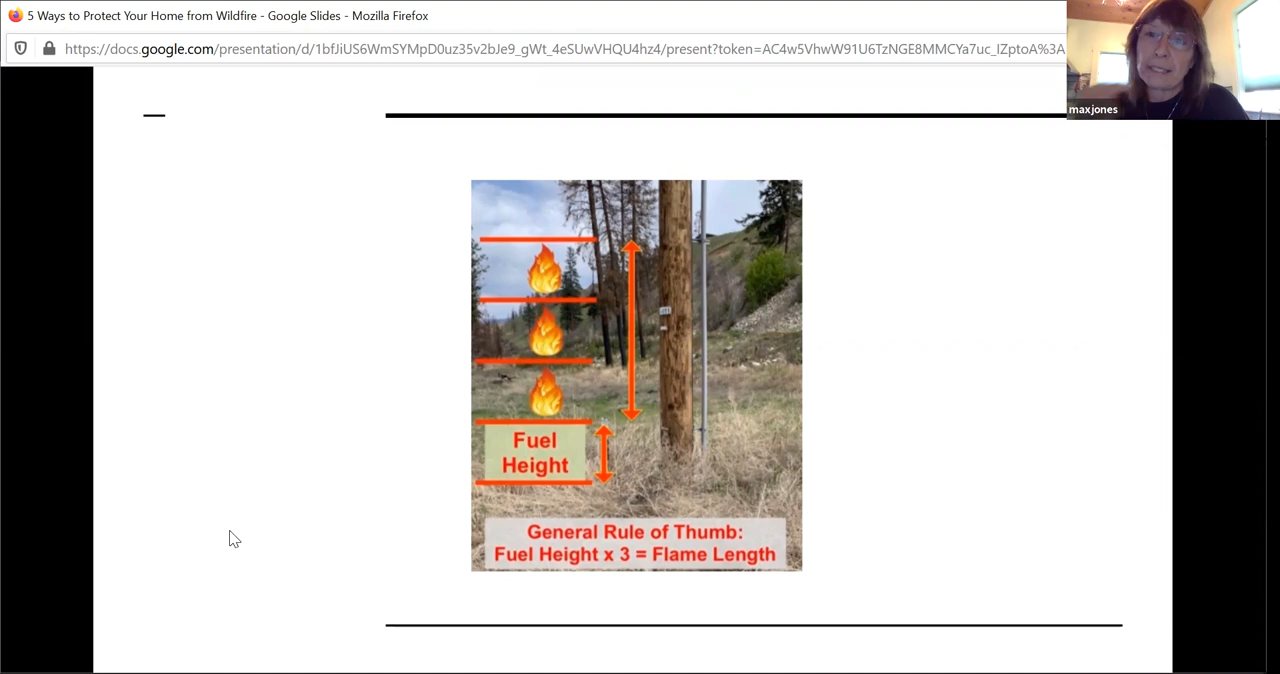 5 Ways to Protect Your Home from Wildfire - Google Slides - Mozilla Firefox
https://docs.google.com/presentation/d/1bfJiUS6WmSYMpD0uz35v2bJe9_gWt_4eSUwVHQU4hz4/present?token=AC4w5VhwW91U6TzNGE8MMCYa7uc_IZptoA%3A
maxjones
Fuel
Height
General Rule of Thumb:
Fuel Height x 3 = Flame Length